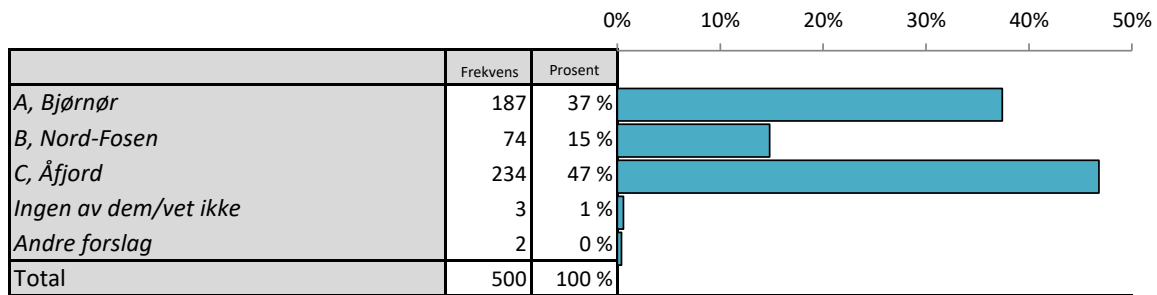 0% 10% 20% 30% 40% 50%
Frekvens Prosent
A, Bjørnør 187 37 %
B, Nord-Fosen 74 15 %
C, Åfjord 234 47 %
Ingen av dem/vet ikke 3 1 %
Andre forslag 2 0 %
Total 500 100 %